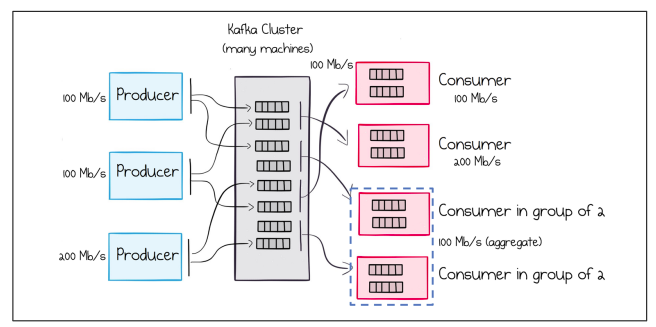 Kafka Cluster
(many machines)
100 Mb/s
Producer
100 Mb/s
Producer
200 Mb/s
Producer
100 Mb/s
Consumer
100 Mb/s
Consumer
200 Mb/s
Consumer in group of 2
100 Mb/s (aggregate)
Consumer in group of 2